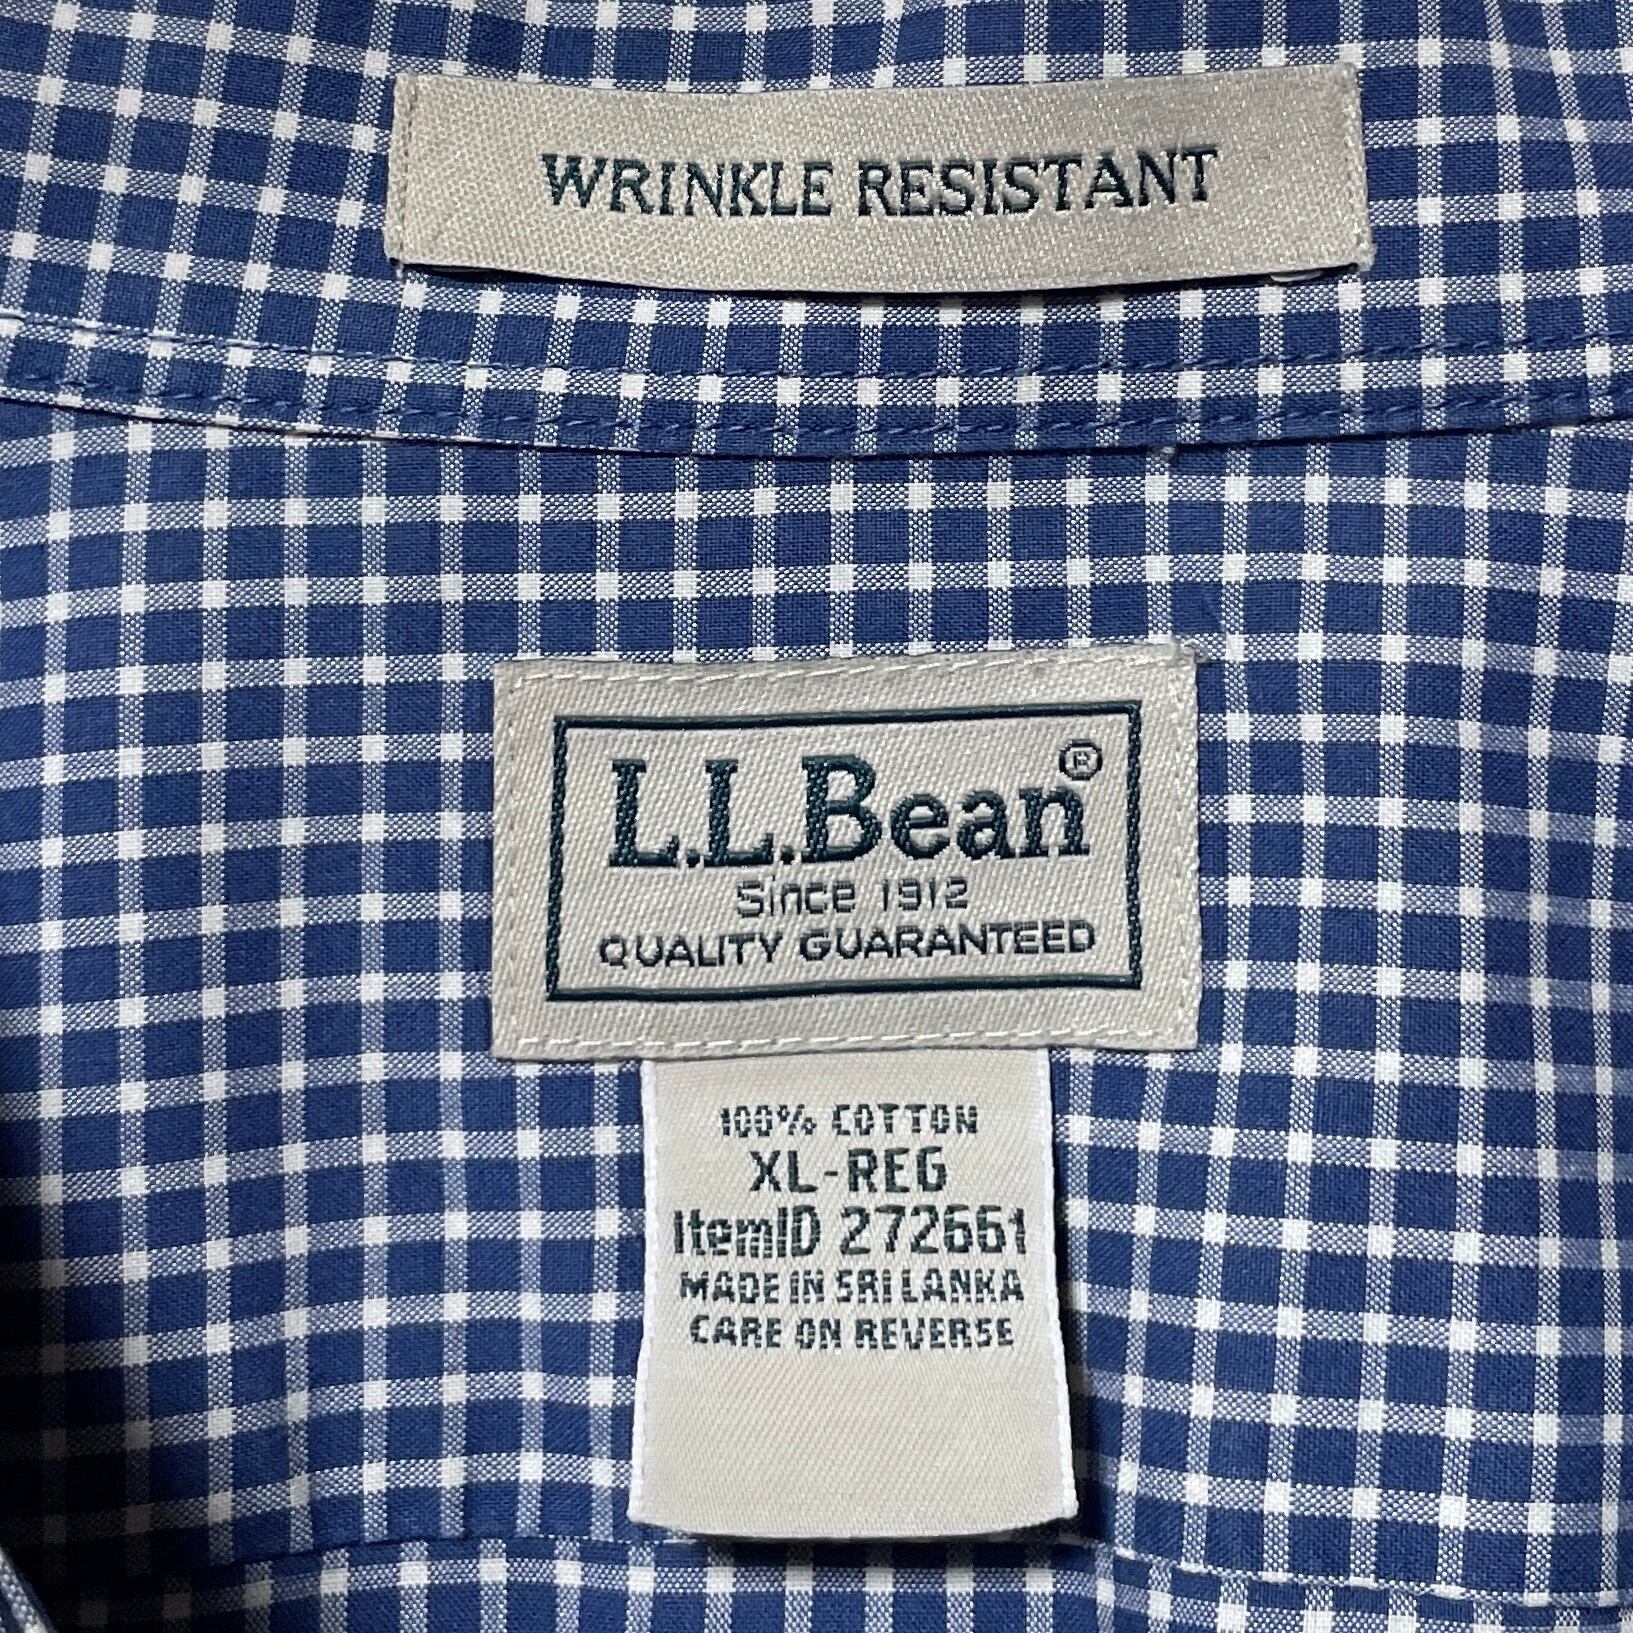 WRINKLE RESISTANT
L.L.Bean®
Since 1912
QUALITY GUARANTEED
100% COTTON
XL-REG
ItemID 272661
MADE IN SRI LANKA
CARE ON REVERSE